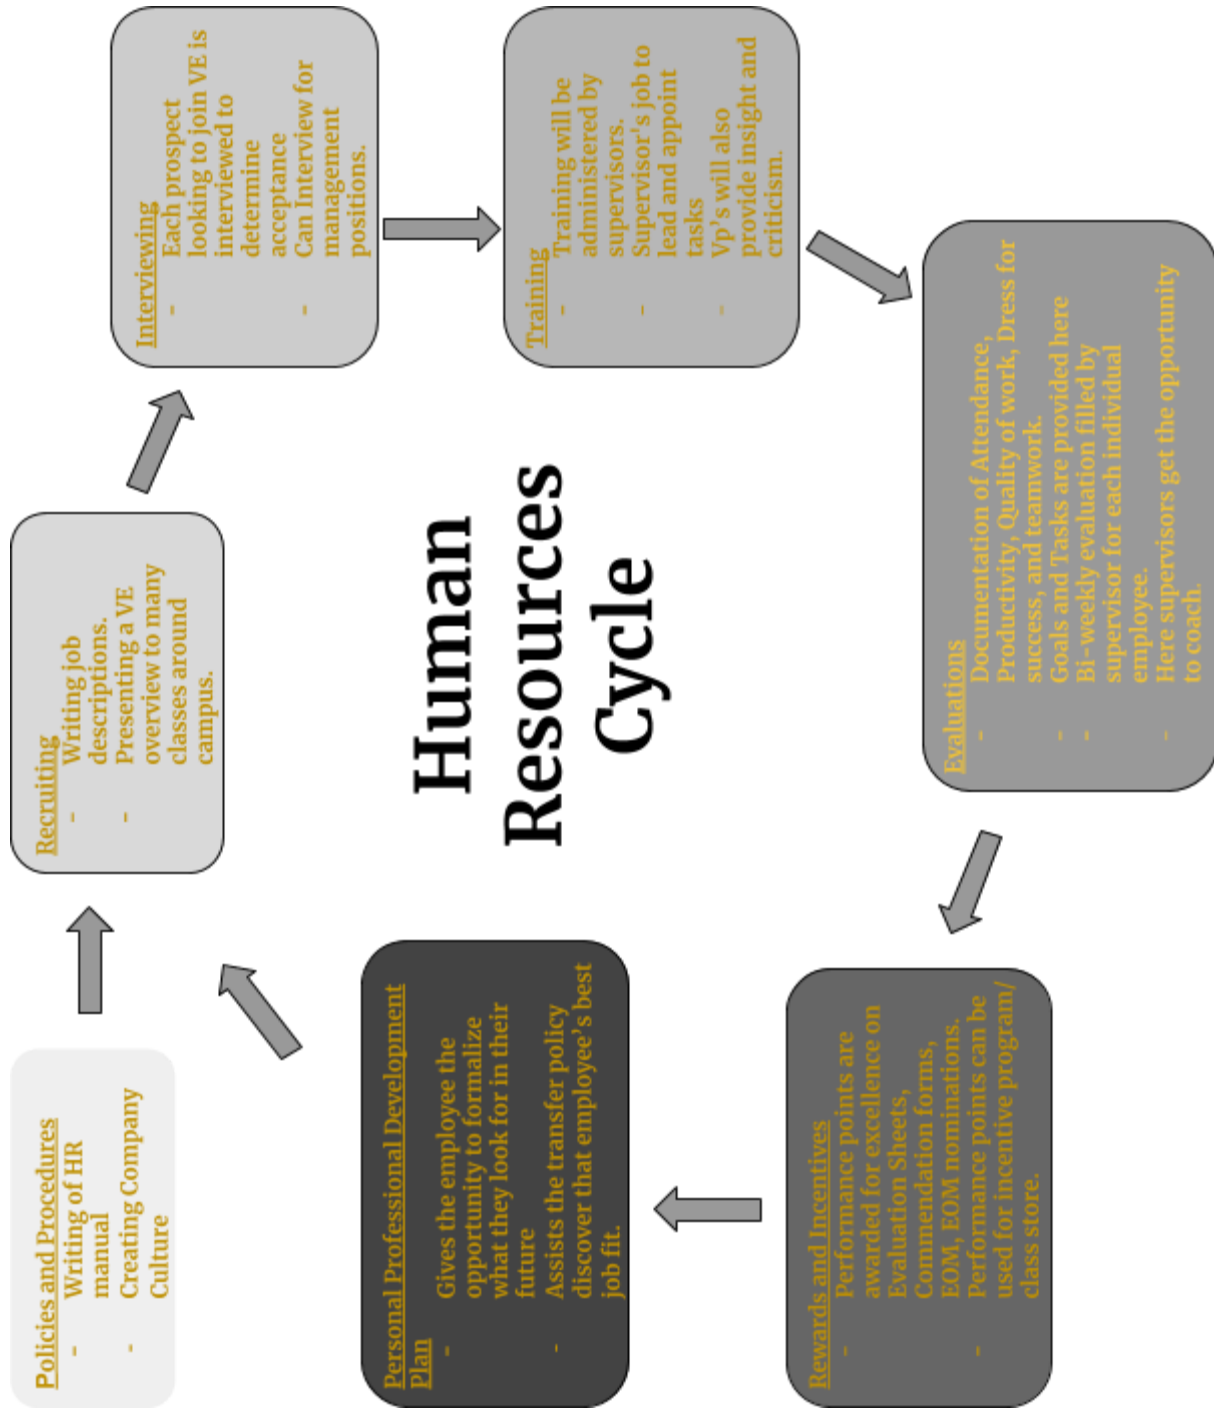 Policies and Procedures
- Writing of HR
manual
- Creating Company
Culture
Recruiting
- Writing job
descriptions.
- Presenting a VE
overview to many
classes around
campus.
Interviewing
- Each prospect
looking to join VE is
interviewed to
determine
acceptance
- Can Interview for
management
positions.
Human
Resources
Cycle
Training
- Training will be
administered by
supervisors.
- Supervisor's job to
lead and appoint
tasks
- Vp's will also
provide insight and
criticism.
Evaluations
- Documentation of Attendance,
Productivity, Quality of work, Dress for
success, and teamwork.
- Goals and Tasks are provided here
- Bi-weekly evaluation filled by
supervisor for each individual
employee.
- Here supervisors get the opportunity
to coach.
Rewards and Incentives
- Performance points are
awarded for excellence on
Evaluation Sheets,
Commendation forms,
EOM, EOM nominations.
- Performance points can be
used for incentive program/
class store.
Personal Professional Development
Plan
- Gives the employee the
opportunity to formalize
what they look for in their
future
- Assists the transfer policy
discover that employee's best
job fit.